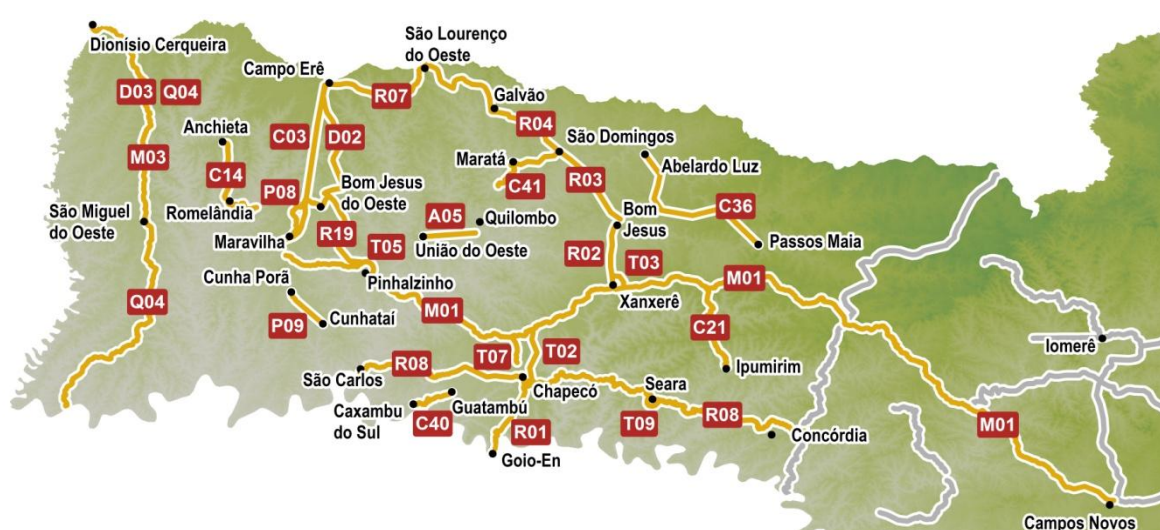 Dionísio Cerqueira
São Lourenço
do Oeste
Campo Erê
D03
Q04
R07
Galvão
R04
Anchieta
C03
D02
São Domingos
M03
Maratá
Abelardo Luz
C14
P08
Bom Jesus
do Oeste
C41
R03
Romelândia
A05
Quilombo
Bom
Jesus
C36
São Miguel
do Oeste
Maravilha
R19
T05
União do Oeste
R02
Passos Maia
T03
Cunha Porã
Pinhalzinho
M01
Xanxerê
Q04
M01
P09
Cunhataí
C21
Iomerê
T07
T02
R08
Ipumirim
São Carlos
Chapecó
Seara
Caxambu
do Sul
Guatambú
C40
R01
T09
R08
Concórdia
M01
Goio-En
Campos Novos